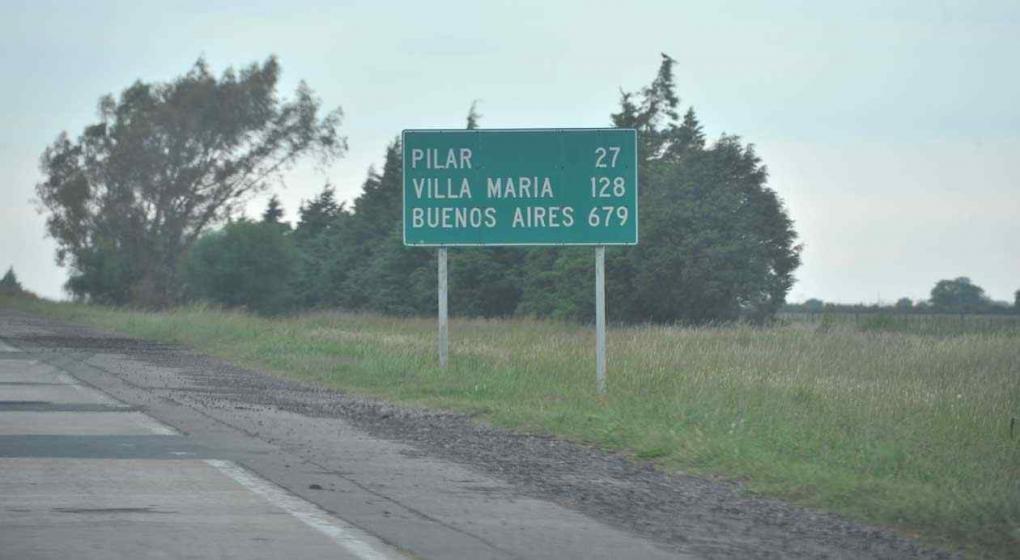 PILAR 27
VILLA MARIA 128
BUENOS AIRES 679